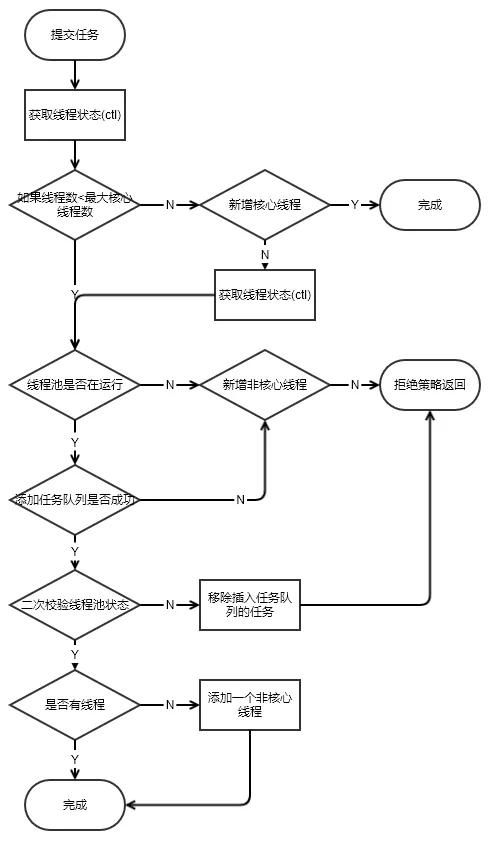 提交任务
获取线程状态(ctl)
如果线程数<最大核心
线程数
N
新增核心线程
Y
完成
N
获取线程状态(ctl)
Y
线程池是否在运行
N
新增非核心线程
N
拒绝策略返回
Y
添加任务队列是否成功
N
Y
二次校验线程池状态
N
移除插入任务队
列的任务
Y
是否有线程
N
添加一个非核心
线程
Y
完成